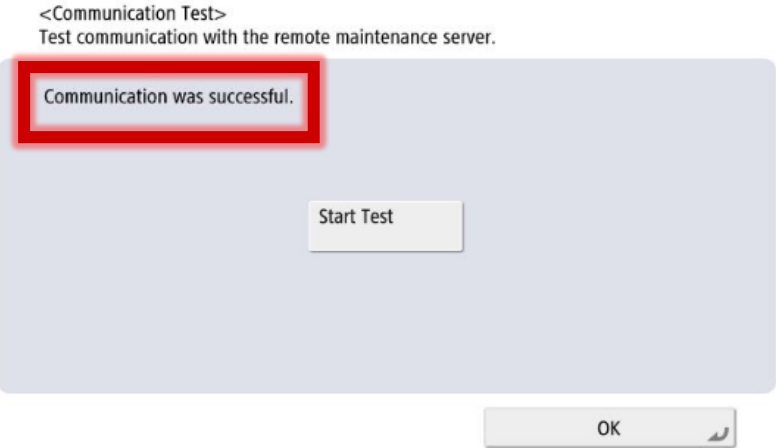 <Communication Test>
Test communication with the remote maintenance server.
Communication was successful.
Start Test
OK